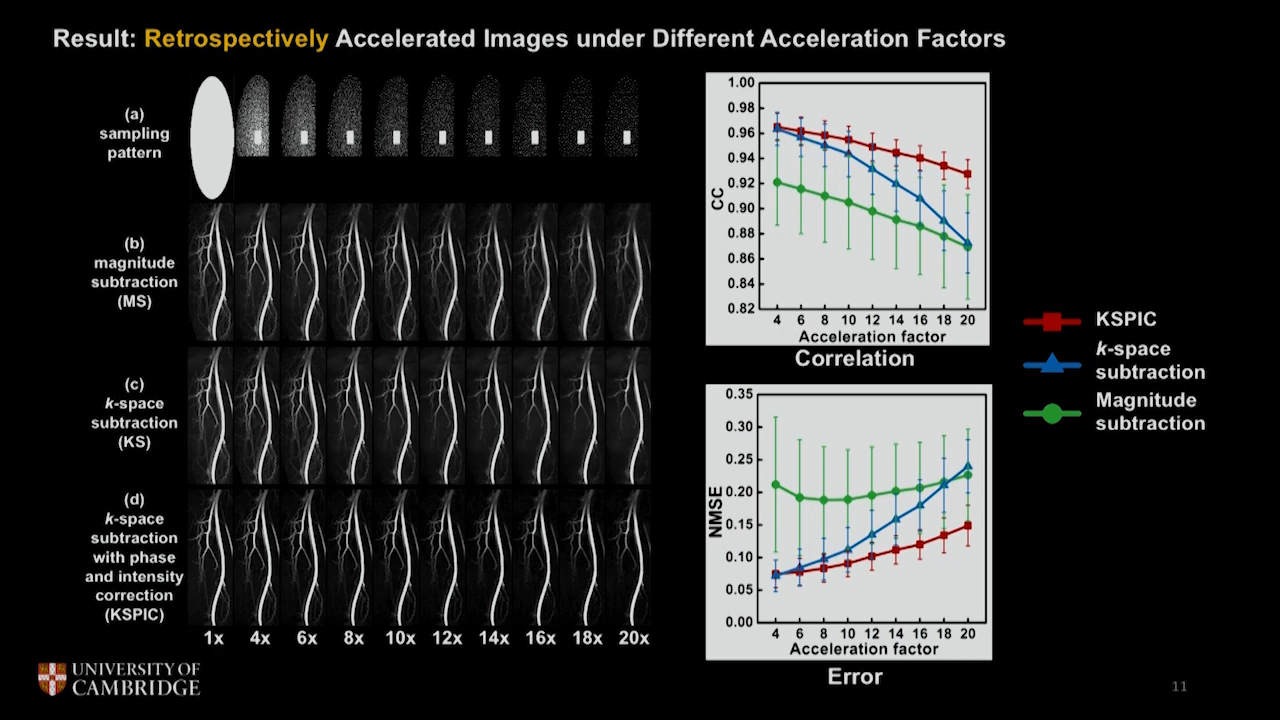 Result: Retrospectively Accelerated Images under Different Acceleration Factors
(a)
sampling
pattern
(b)
magnitude
subtraction
(MS)
(c)
k-space
subtraction
(KS)
(d)
k-space
subtraction
with phase
and intensity
correction
(KSPIC)
1x 4x 6x 8x 10x 12x 14x 16x 18x 20x
1.00
0.98
0.96
0.94
0.92
0.90
0.88
0.86
0.84
0.82
CC
4 6 8 10 12 14 16 18 20
Acceleration factor
Correlation
0.35
0.30
0.25
0.20
0.15
0.10
0.05
0.00
NMSE
4 6 8 10 12 14 16 18 20
Acceleration factor
Error
KSPIC
k-space
subtraction
Magnitude
subtraction
UNIVERSITY OF
CAMBRIDGE
11